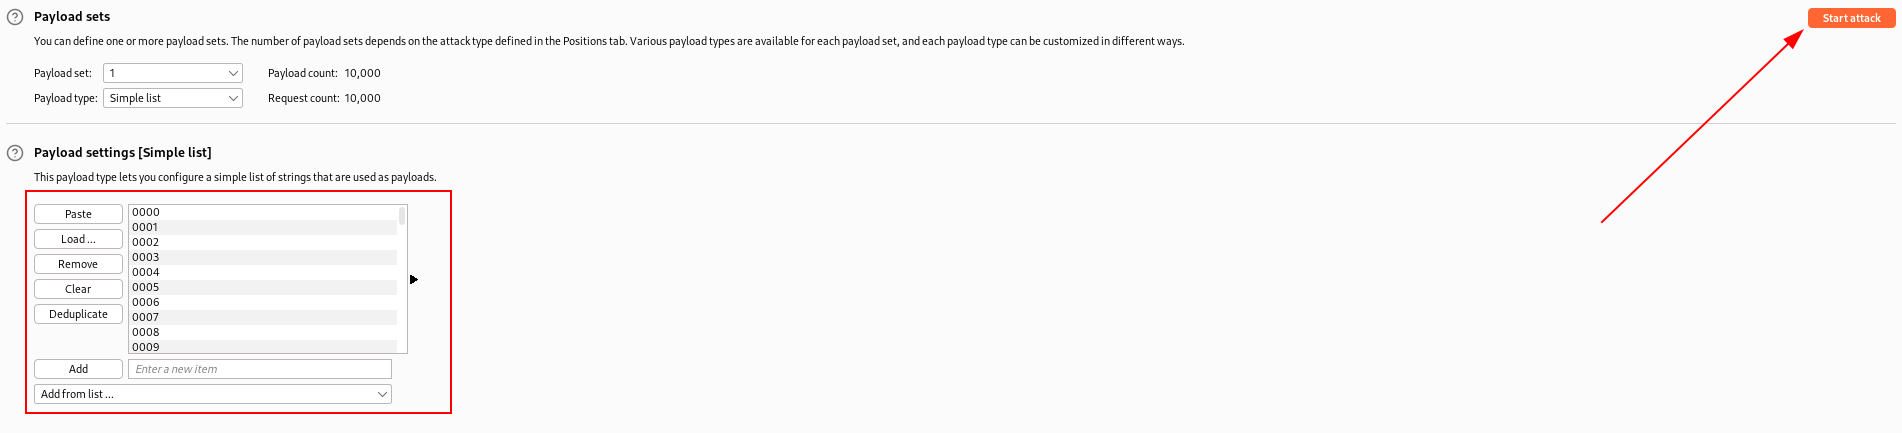 Payload sets
Start attack
You can define one or more payload sets. The number of payload sets depends on the attack type defined in the Positions tab. Various payload types are available for each payload set, and each payload type can be customized in different ways.
Payload set: 1 Payload count: 10,000
Payload type: Simple list Request count: 10,000
Payload settings [Simple list]
This payload type lets you configure a simple list of strings that are used as payloads.
Paste
Load ...
Remove
Clear
Deduplicate
0000
0001
0002
0003
0004
0005
0006
0007
0008
0009
Add Enter a new item
Add from list ...